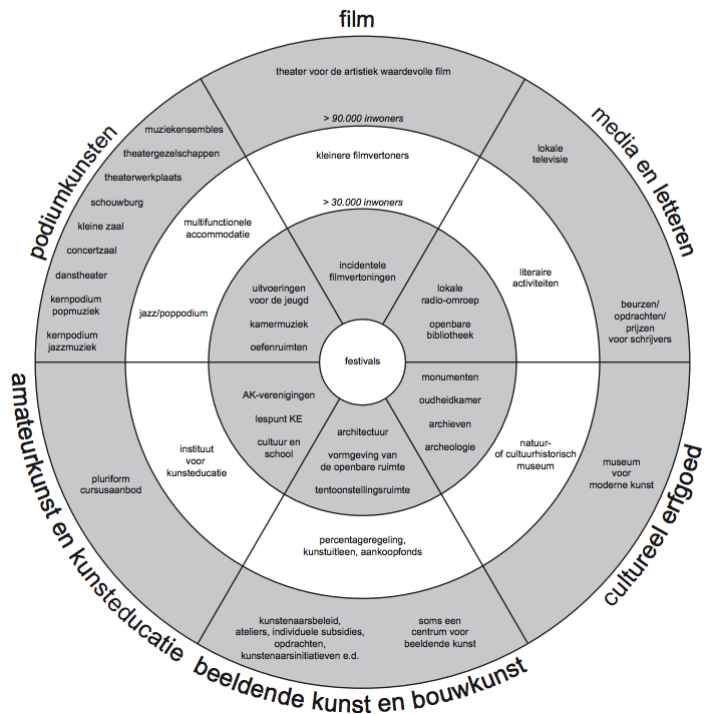 film
theater voor de artistiek waardevolle film
> 90.000 inwoners
kleinere filmvertoners
> 30.000 inwoners
incidentele
filmvertoningen
media en letteren
lokale
televisie
literaire
activiteiten
beurzen/
opdrachten/
prijzen
voor schrijvers
lokale
radio-omroep
openbare
bibliotheek
cultureel erfgoed
monumenten
oudheidkamer
archieven
archeologie
natuur-
of cultuurhistorisch
museum
museum
voor
moderne kunst
beeldende kunst en bouwkunst
architectuur
vormgeving van
de openbare ruimte
tentoonstellingsruimte
percentageregeling,
kunstuitleen, aankoopfonds
kunstenaarsbeleid,
ateliers, individuele subsidies,
opdrachten,
kunstenaarsinitiatieven e.d.
soms een
centrum voor
beeldende kunst
amateurkunst en kunsteducatie
AK-verenigingen
lespunt KE
cultuur en
school
instituut
voor
kunsteducatie
pluriform
cursusaanbod
podiumkunsten
muziekensembles
theatergezelschappen
theaterwerkplaats
schouwburg
kleine zaal
concertzaal
danstheater
kernpodium
popmuziek
kernpodium
jazzmuziek
multifunctionele
accommodatie
jazz/poppodium
uitvoeringen
voor de jeugd
kamermuziek
oefenruimten
festivals